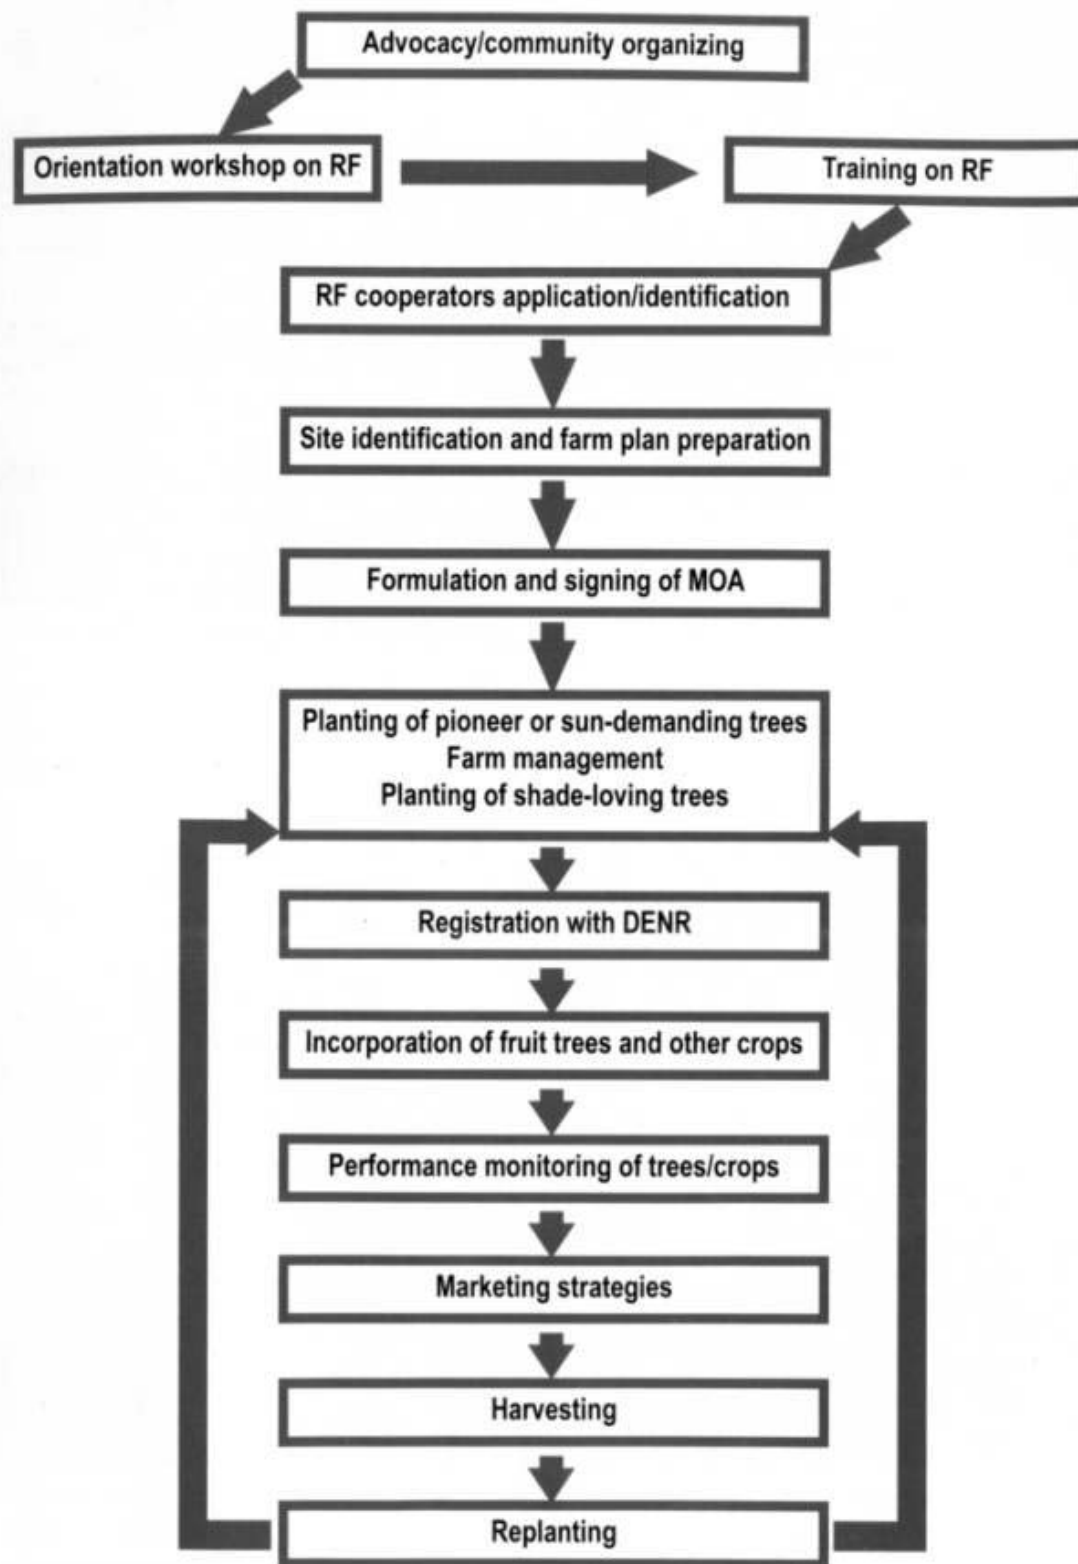 Advocacy/community organizing
Orientation workshop on RF
Training on RF
RF cooperators application/identification
Site identification and farm plan preparation
Formulation and signing of MOA
Planting of pioneer or sun-demanding trees
Farm management
Planting of shade-loving trees
Registration with DENR
Incorporation of fruit trees and other crops
Performance monitoring of trees/crops
Marketing strategies
Harvesting
Replanting